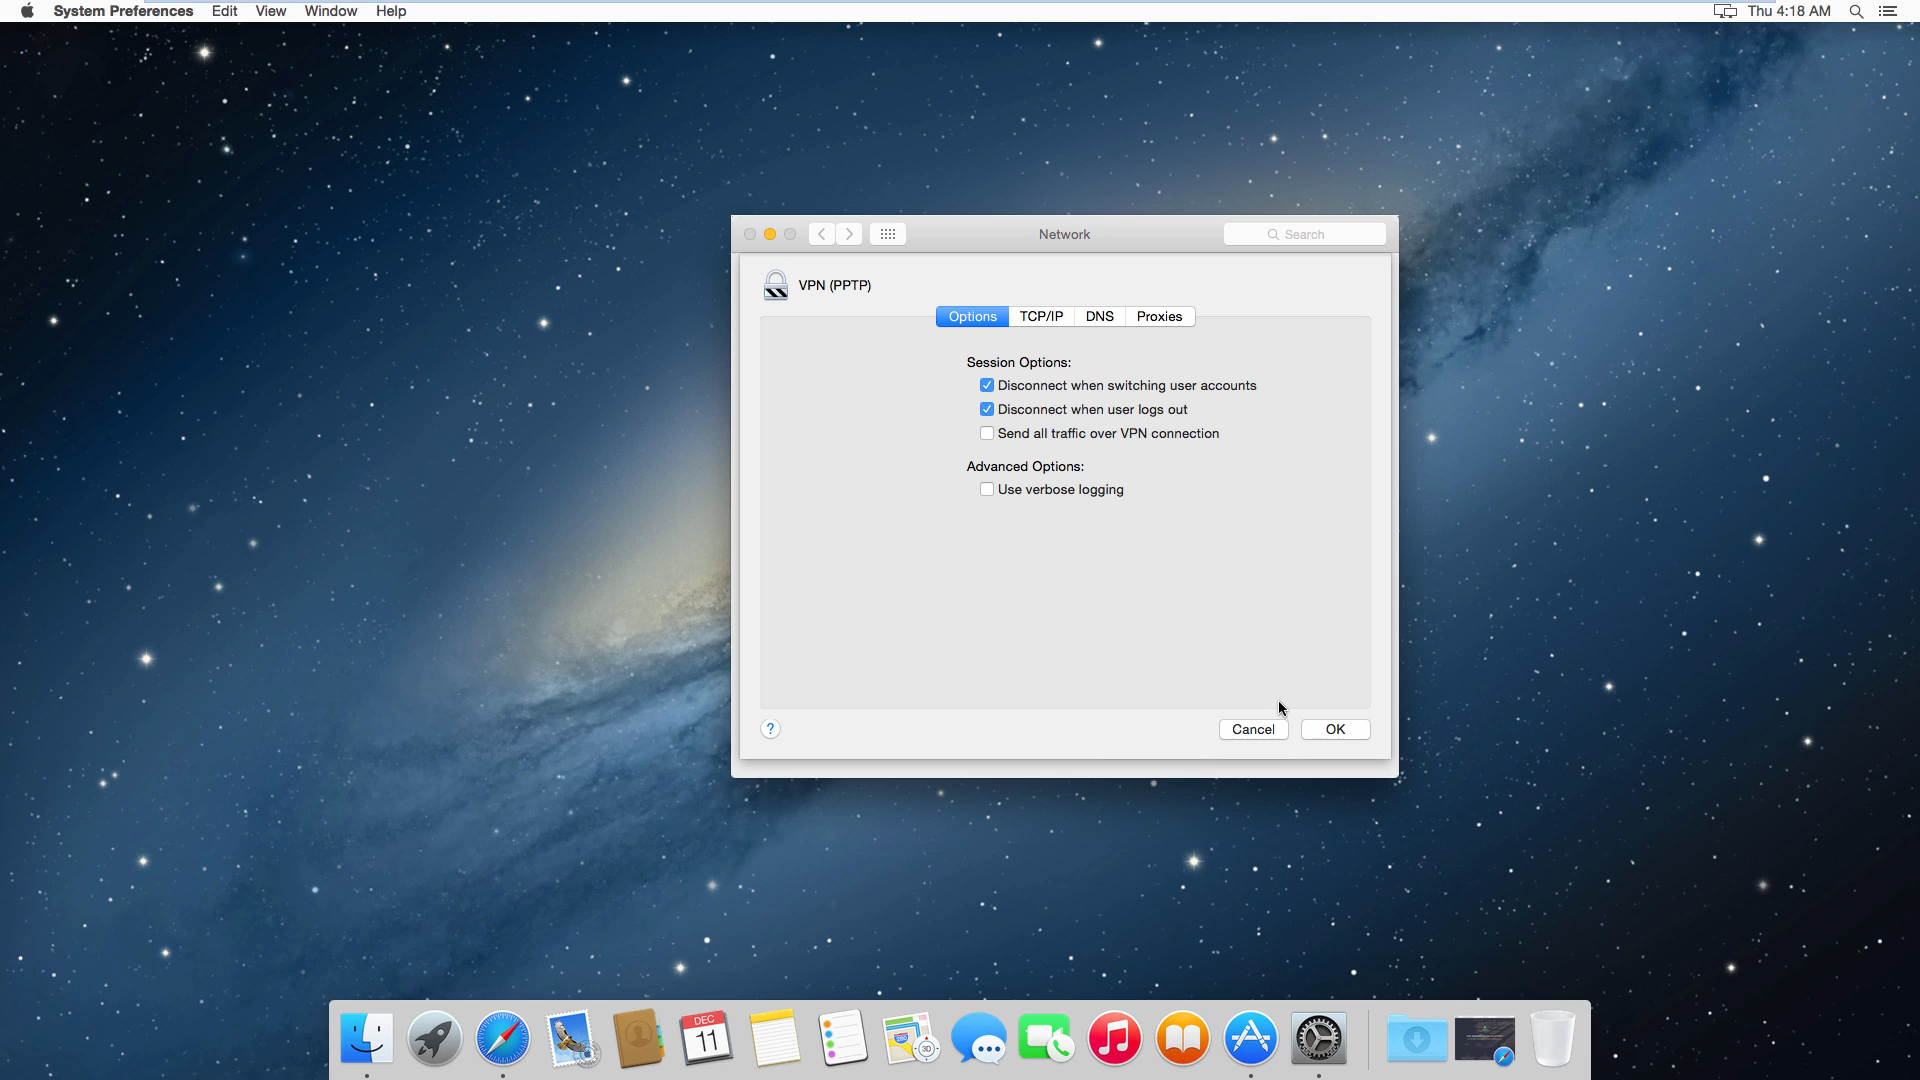 System Preferences Edit View Window Help
Thu 4:18 AM
Network
Search
VPN (PPTP)
Options TCP/IP DNS Proxies
Session Options:
Disconnect when switching user accounts
Disconnect when user logs out
Send all traffic over VPN connection
Advanced Options:
Use verbose logging
?
Cancel OK
DEC
11
280
3D